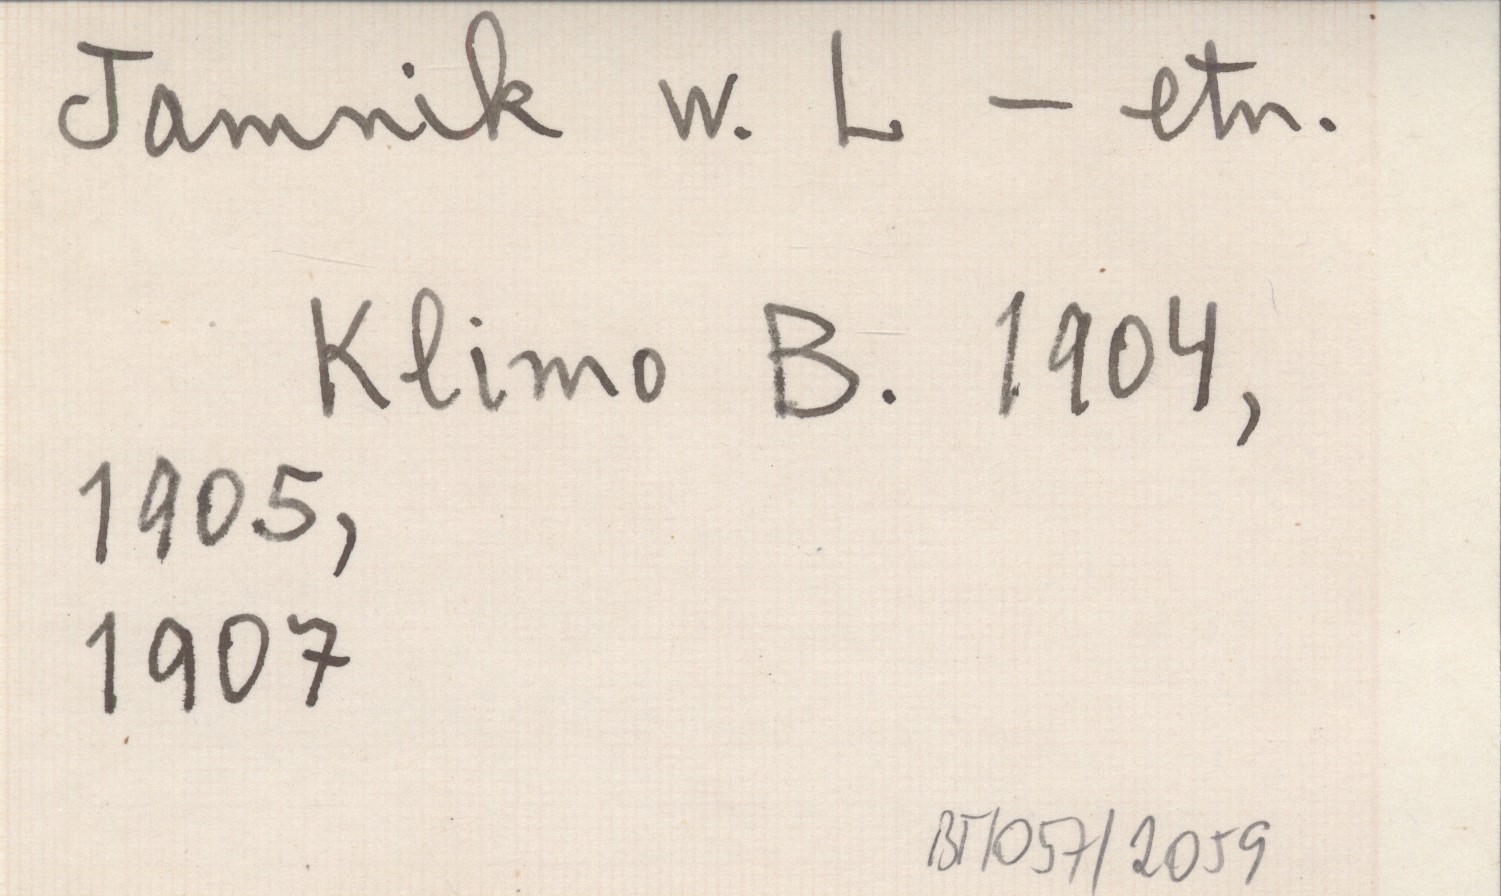 Jamnik w. L - etn.
Klimo B. 1904,
1905,
1907
BT/057/2059